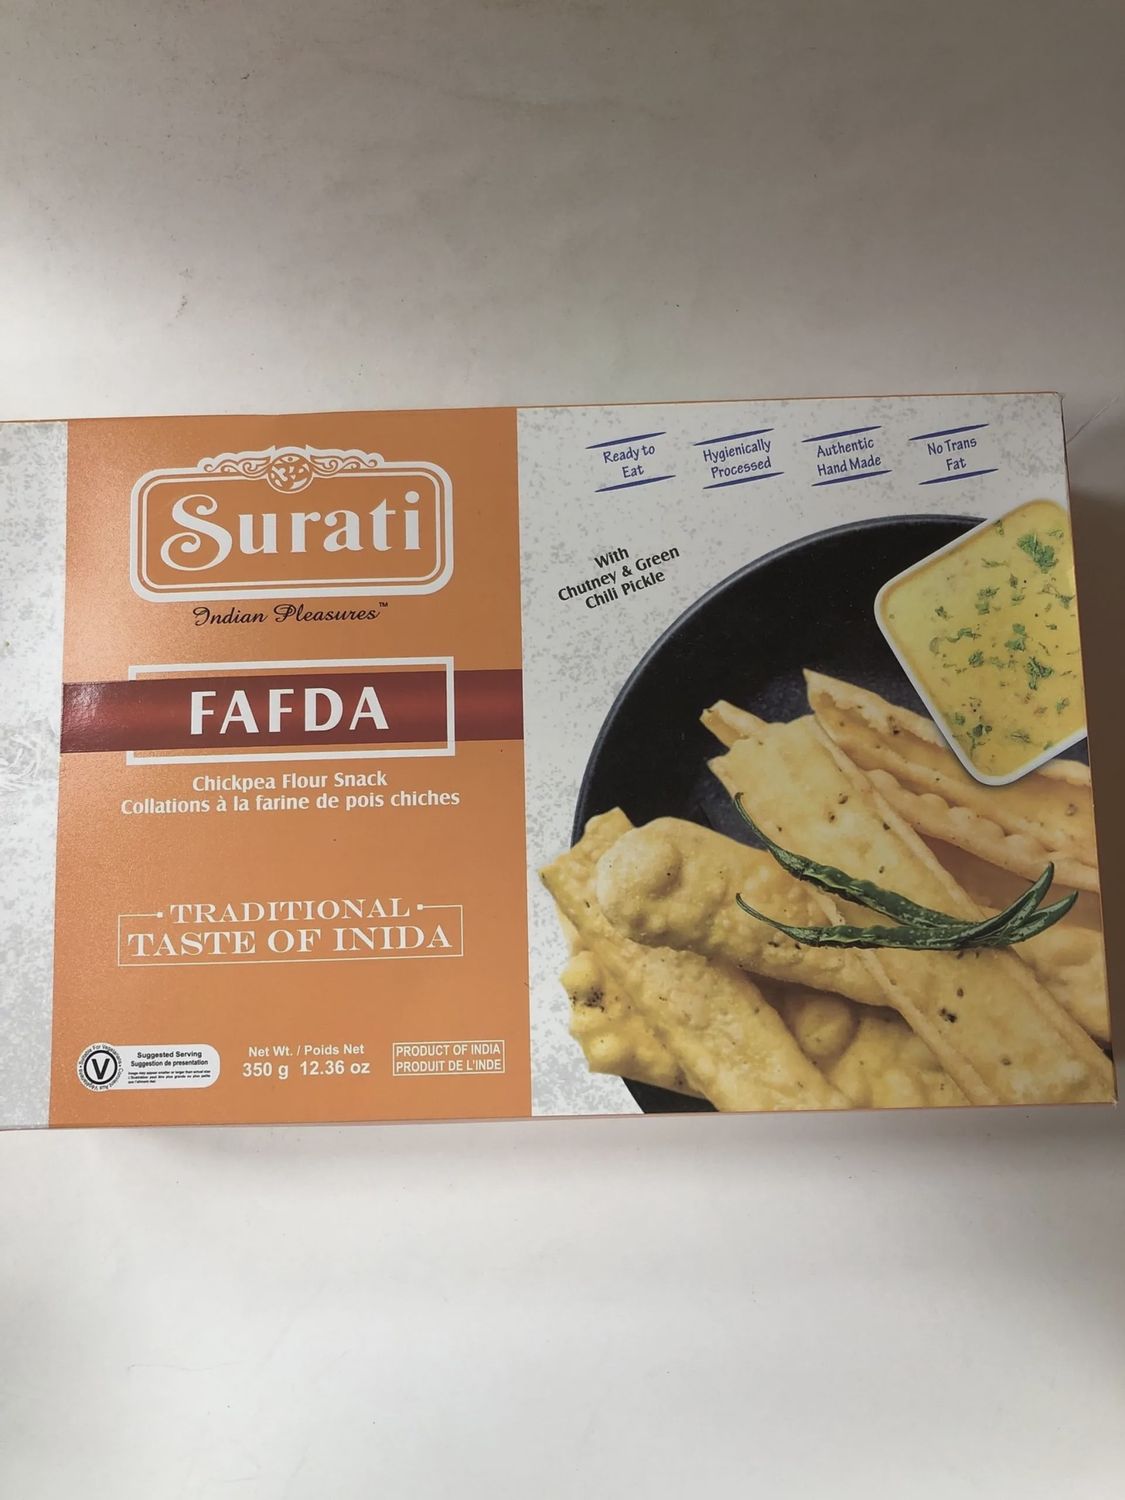 Surati
Indian Pleasures™
FAFDA
Chickpea Flour Snack
Collations à la farine de pois chiches
TRADITIONAL
TASTE OF INIDA
V
Suggested Serving
Suggestion de présentation
Net Wt. / Poids Net
350 g 12.36 oz
PRODUCT OF INDIA
PRODUIT DE L'INDE
Ready to
Eat
Hygienically
Processed
Authentic
Hand Made
No Trans
Fat
With
Chutney & Green
Chili Pickle